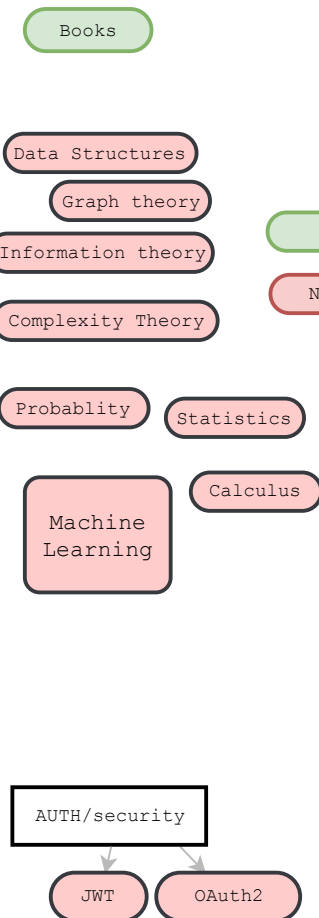 Books
Data Structures
Graph theory
Information theory
N
Complexity Theory
Probablity
Statistics
Calculus
Machine
Learning
AUTH/security
JWT
OAuth2